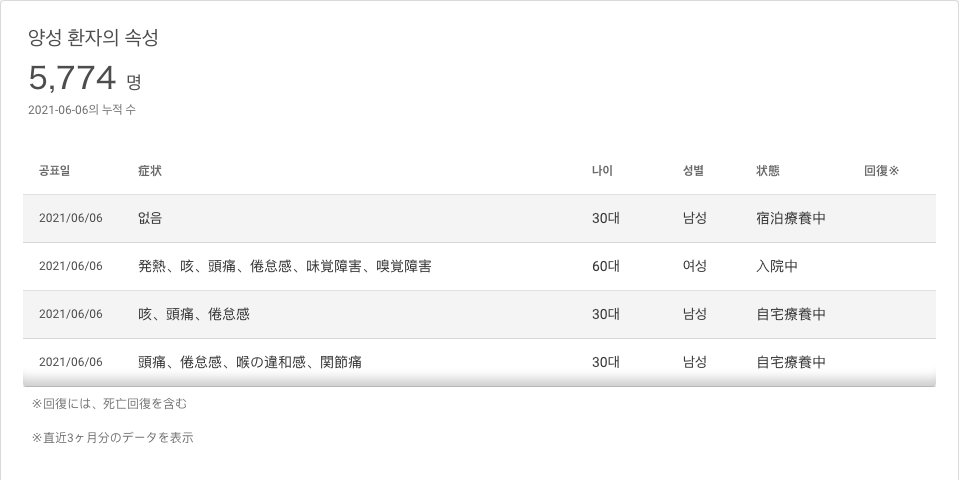 양성 환자의 속성
5,774 명
2021-06-06의 누적 수
공표일 症状 나이 성별 状態 回復※
2021/06/06 없음 30대 남성 宿泊療養中
2021/06/06 発熱、咳、頭痛、倦怠感、味覚障害、嗅覚障害 60대 여성 入院中
2021/06/06 咳、頭痛、倦怠感 30대 남성 自宅療養中
2021/06/06 頭痛、倦怠感、喉の違和感、関節痛 30대 남성 自宅療養中
※回復には、死亡回復を含む
※直近3ヶ月分のデータを表示